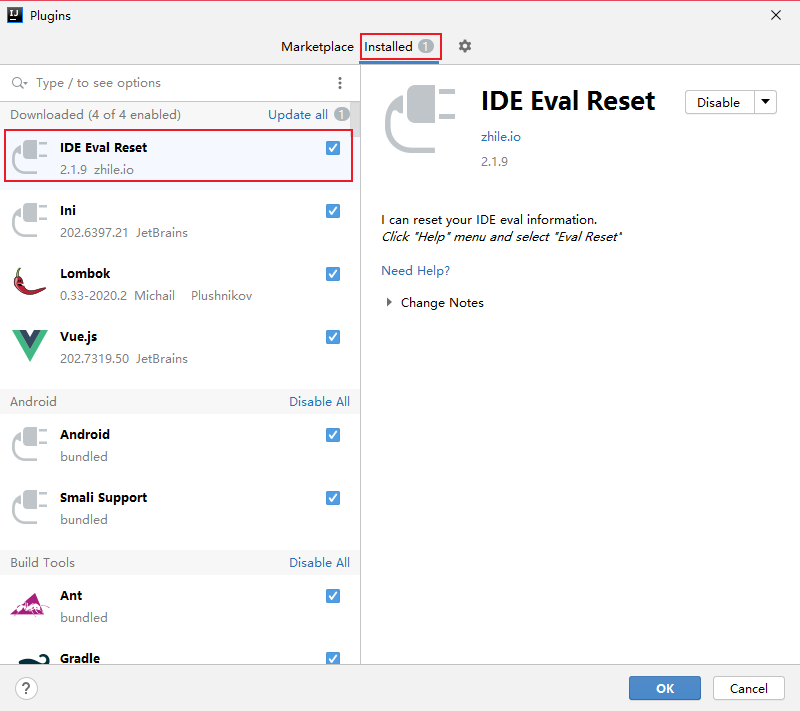 Plugins
Marketplace Installed 1
Type / to see options
Downloaded (4 of 4 enabled) Update all 1
IDE Eval Reset
2.1.9 zhile.io
Ini
202.6397.21 JetBrains
Lombok
0.33-2020.2 Michail Plushnikov
Vue.js
202.7319.50 JetBrains
Android Disable All
Android
bundled
Smali Support
bundled
Build Tools Disable All
Ant
bundled
Gradle
IDE Eval Reset
Disable
zhile.io
2.1.9
I can reset your IDE eval information.
Click "Help" menu and select "Eval Reset"
Need Help?
Change Notes
?
OK
Cancel